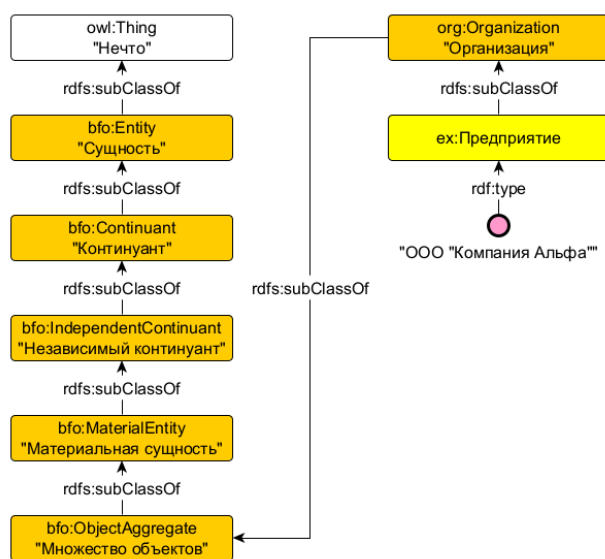 owl:Thing
"Нечто"
rdfs:subClassOf
bfo:Entity
"Сущность"
rdfs:subClassOf
bfo:Continuant
"Континуант"
rdfs:subClassOf
bfo:IndependentContinuant
"Независимый континуант"
rdfs:subClassOf
bfo:MaterialEntity
"Материальная сущность"
rdfs:subClassOf
bfo:ObjectAggregate
"Множество объектов"
rdfs:subClassOf
org:Organization
"Организация"
rdfs:subClassOf
ex:Предприятие
rdf:type
"ООО "Компания Альфа""